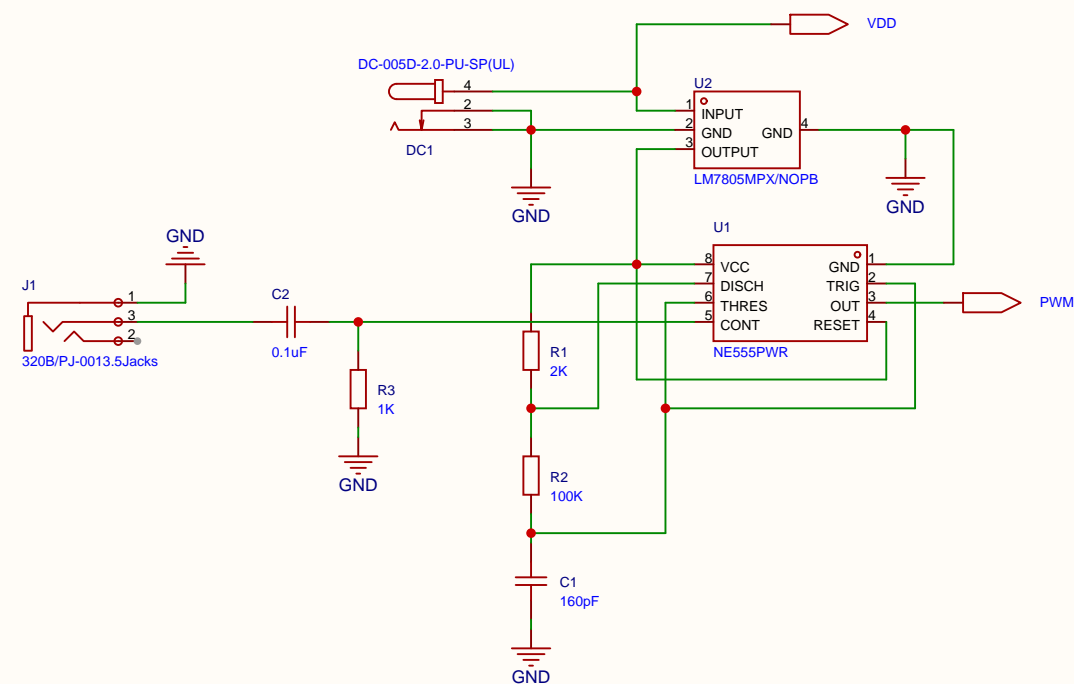 VDD
DC-005D-2.0-PU-SP(UL)
4
2
3
DC1
GND
U2
1
INPUT
2
GND
GND
4
3
OUTPUT
LM7805MPX/NOPB
GND
U1
8
VCC
GND
1
7
DISCH
TRIG
2
6
THRES
OUT
3
5
CONT
RESET
4
NE555PWR
PWM
GND
J1
1
3
2
320B/PJ-0013.5Jacks
C2
0.1uF
R3
1K
GND
R1
2K
R2
100K
C1
160pF
GND